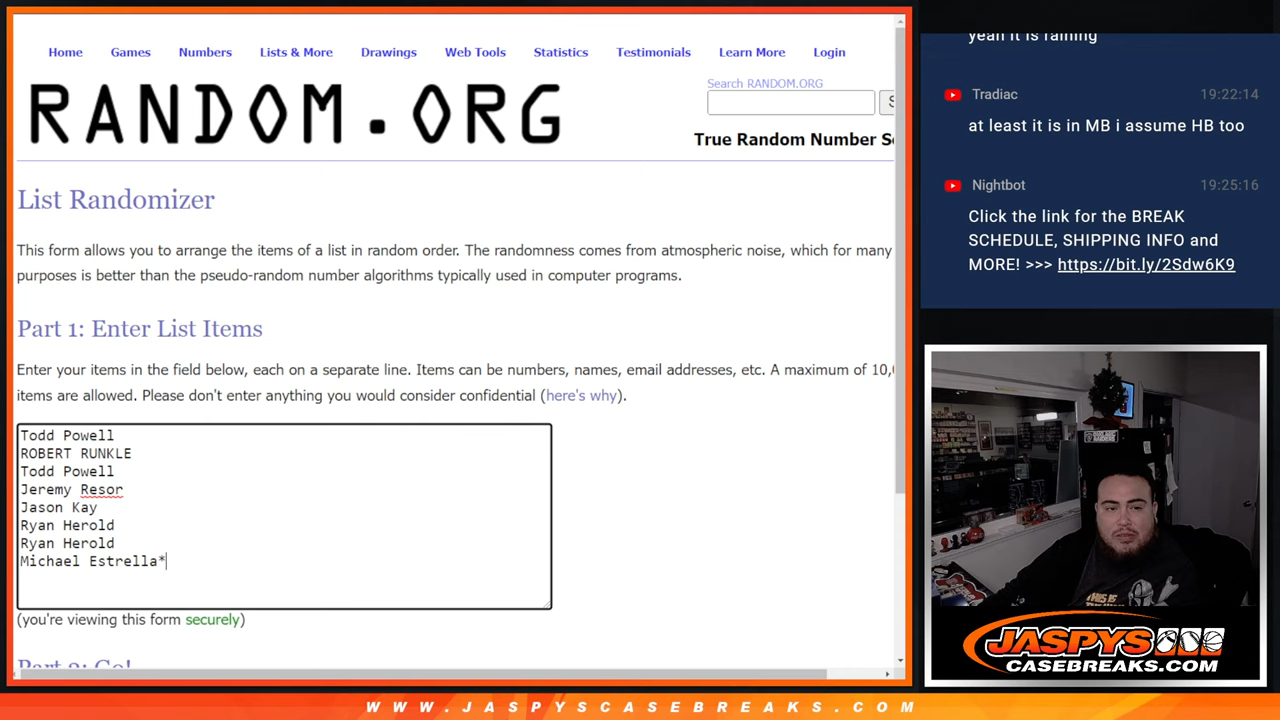 Home Games Numbers Lists & More Drawings Web Tools Statistics Testimonials Learn More Login
RANDOM.ORG
Search RANDOM.ORG
True Random Number
List Randomizer
This form allows you to arrange the items of a list in random order. The randomness comes from atmospheric noise, which for many
purposes is better than the pseudo-random number algorithms typically used in computer programs.
Part 1: Enter List Items
Enter your items in the field below, each on a separate line. Items can be numbers, names, email addresses, etc. A maximum of 10,
items are allowed. Please don't enter anything you would consider confidential (here's why).
Todd Powell
ROBERT RUNKLE
Todd Powell
Jeremy Resor
Jason Kay
Ryan Herold
Ryan Herold
Michael Estrella*
(you're viewing this form securely)
Part 2: Go!
yeah it is raining
Tradiac 19:22:14
at least it is in MB i assume HB too
Nightbot 19:25:16
Click the link for the BREAK
SCHEDULE, SHIPPING INFO and
MORE! >>> https://bit.ly/2Sdw6K9
JASPYS
CASEBREAKS.COM
WWW.JASPYSCASEBREAKS.COM